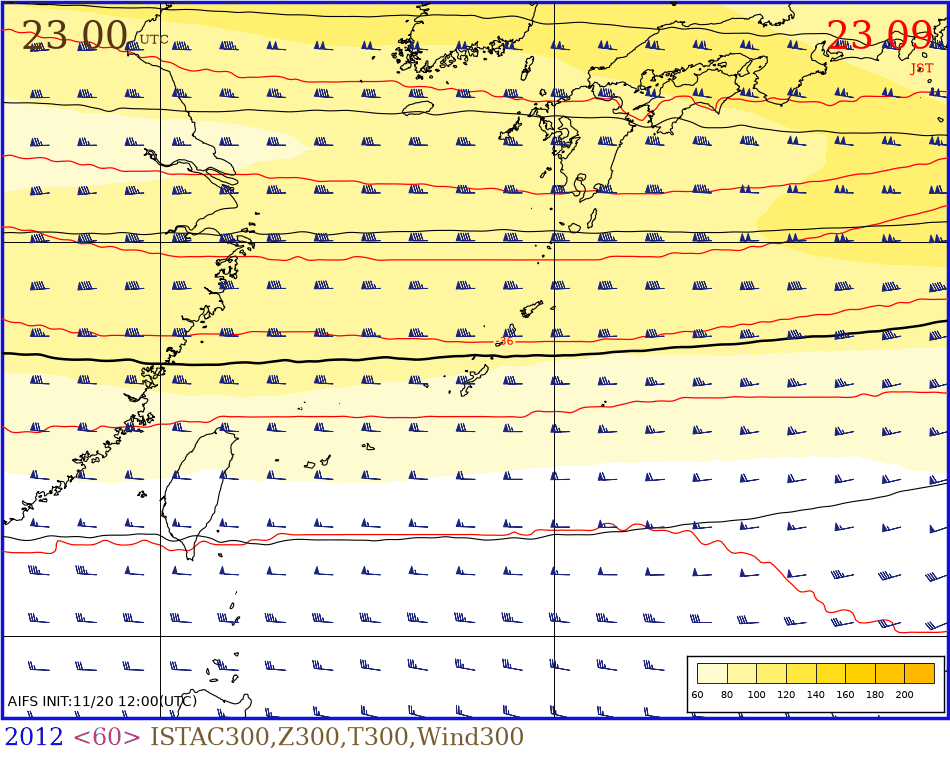 23 00 UTC
23 09
JST
-36
60 80 100 120 140 160 180 200
AIFS INIT:11/20 12:00(UTC)
2012 <60> ISTAC300,Z300,T300,Wind300